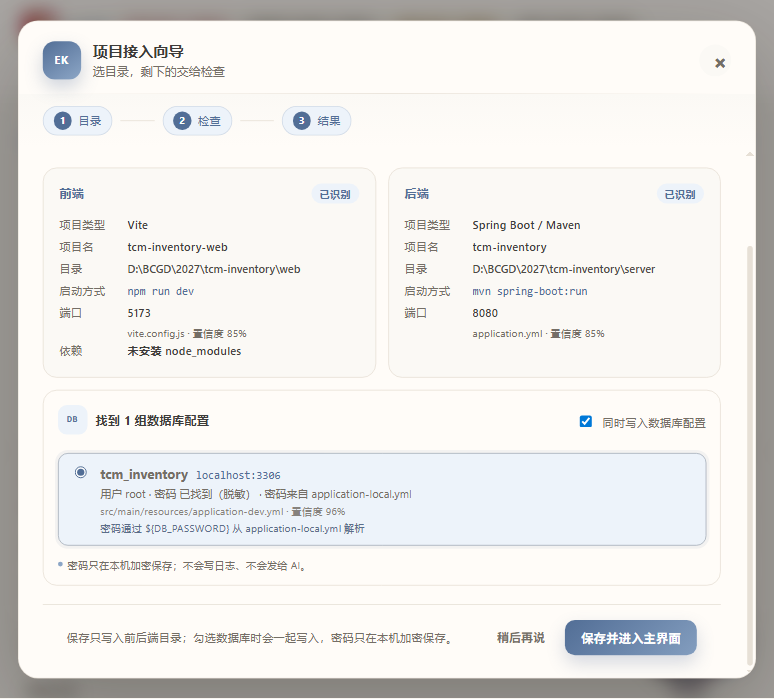 EK
项目接入向导
选目录，剩下的交给检查
×
1 目录 2 检查 3 结果
前端 已识别
项目类型 Vite
项目名 tcm-inventory-web
目录 D:\BCGD\2027\tcm-inventory\web
启动方式 npm run dev
端口 5173
vite.config.js · 置信度 85%
依赖 未安装 node_modules
后端 已识别
项目类型 Spring Boot / Maven
项目名 tcm-inventory
目录 D:\BCGD\2027\tcm-inventory\server
启动方式 mvn spring-boot:run
端口 8080
application.yml · 置信度 85%
DB 找到 1 组数据库配置 同时写入数据库配置
tcm_inventory localhost:3306
用户 root · 密码 已找到（脱敏） · 密码来自 application-local.yml
src/main/resources/application-dev.yml · 置信度 96%
密码通过 ${DB_PASSWORD} 从 application-local.yml 解析
密码只在本机加密保存；不会写日志、不会发给 AI。
保存只写入前后端目录；勾选数据库时会一起写入，密码只在本机加密保存。 稍后再说 保存并进入主界面